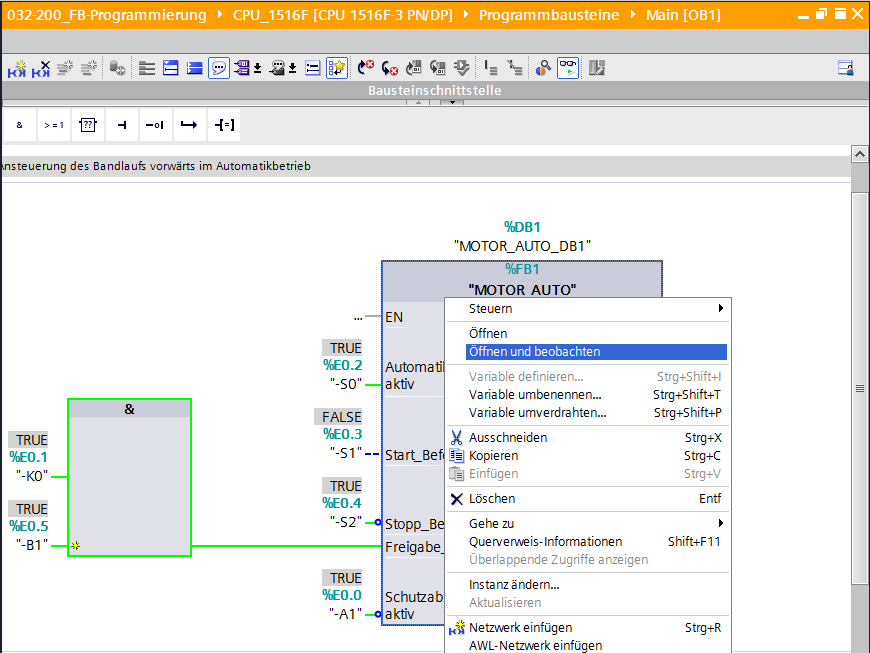 032-200_FB-Programmierung ▸ CPU_1516F [CPU 1516F-3 PN/DP] ▸ Programmbausteine ▸ Main [OB1]
Bausteinschnittstelle
& >=1 ??
Ansteuerung des Bandlaufs vorwärts im Automatikbetrieb
%DB1
"MOTOR_AUTO_DB1"
%FB1
"MOTOR_AUTO"
... EN
TRUE
%E0.2
"-S0"
Automati
aktiv
FALSE
%E0.3
"-S1"
Start_Bef
TRUE
%E0.4
"-S2"
Stopp_Be
Freigabe_
TRUE
%E0.0
"-A1"
Schutzab
aktiv
&
TRUE
%E0.1
"-K0"
TRUE
%E0.5
"-B1"
Steuern
Öffnen
Öffnen und beobachten
Variable definieren... Strg+Shift+I
Variable umbenennen... Strg+Shift+T
Variable umverdrahten... Strg+Shift+P
Ausschneiden Strg+X
Kopieren Strg+C
Einfügen Strg+V
Löschen Entf
Gehe zu
Querverweis-Informationen Shift+F11
Überlappende Zugriffe anzeigen
Instanz ändern...
Aktualisieren
Netzwerk einfügen Strg+R
AWL-Netzwerk einfügen